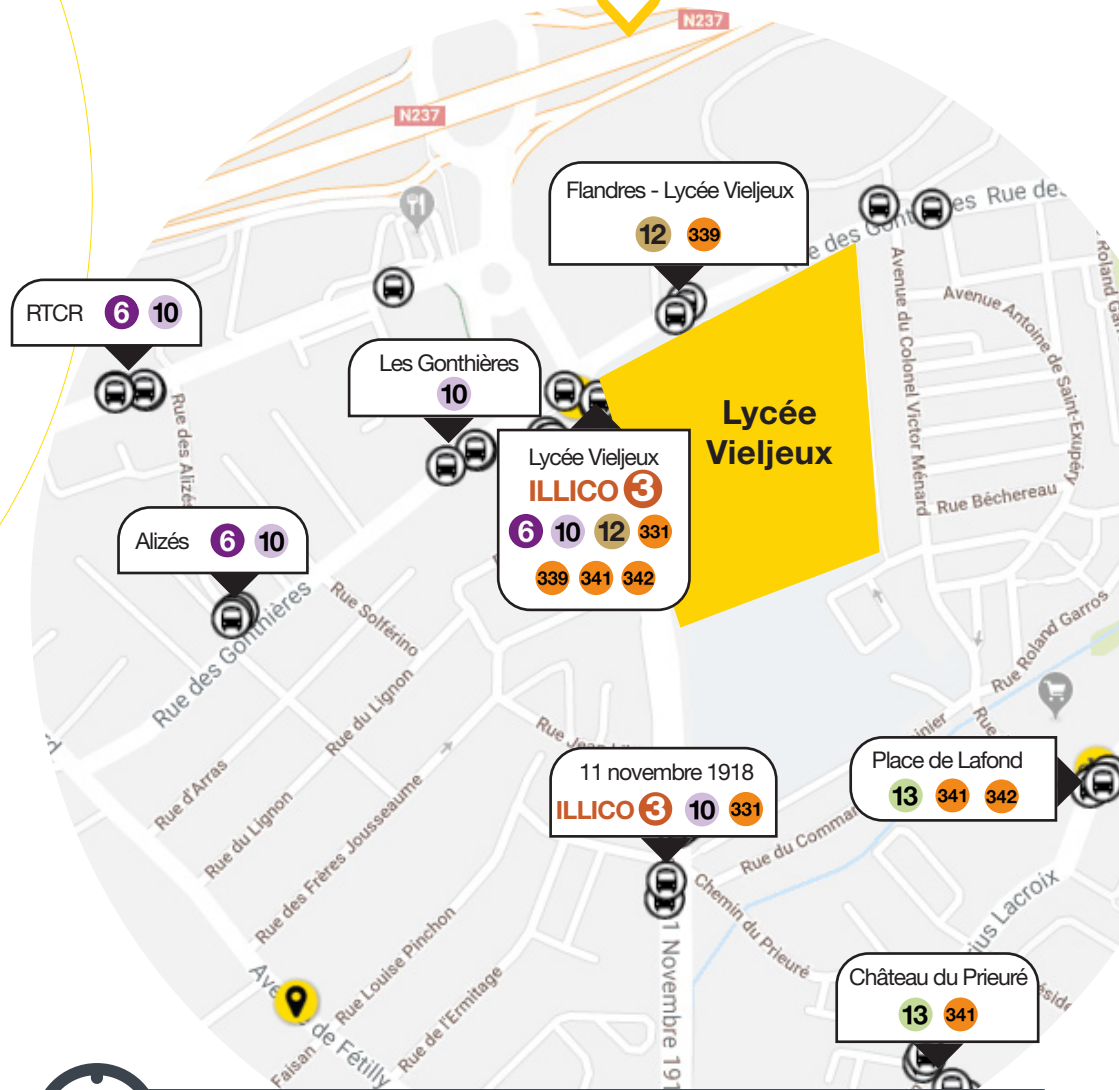 N237
N237
Flandres - Lycée Vieljeux
12 339
Rue des
RTCR 6 10
Les Gonthières
10
Lycée
Vieljeux
Lycée Vieljeux
ILLICO 3
6 10 12 331
339 341 342
Avenue du Colonel Victor Ménard
Avenue Antoine de Saint-Exupéry
Rue Béchereau
Rue des Alizés
Alizés 6 10
Rue des Gonthières
Rue Solférino
Rue du Lignon
Rue Roland Garros
11 novembre 1918
ILLICO 3 10 331
Place de Lafond
13 341 342
Rue d'Arras
Rue du Lignon
Rue des Frères Jousseaume
Chemin du Prieuré
Château du Prieuré
13 341
Rue Louise Pinchon
Rue de l'Ermitage
de Fétilly
Faisan